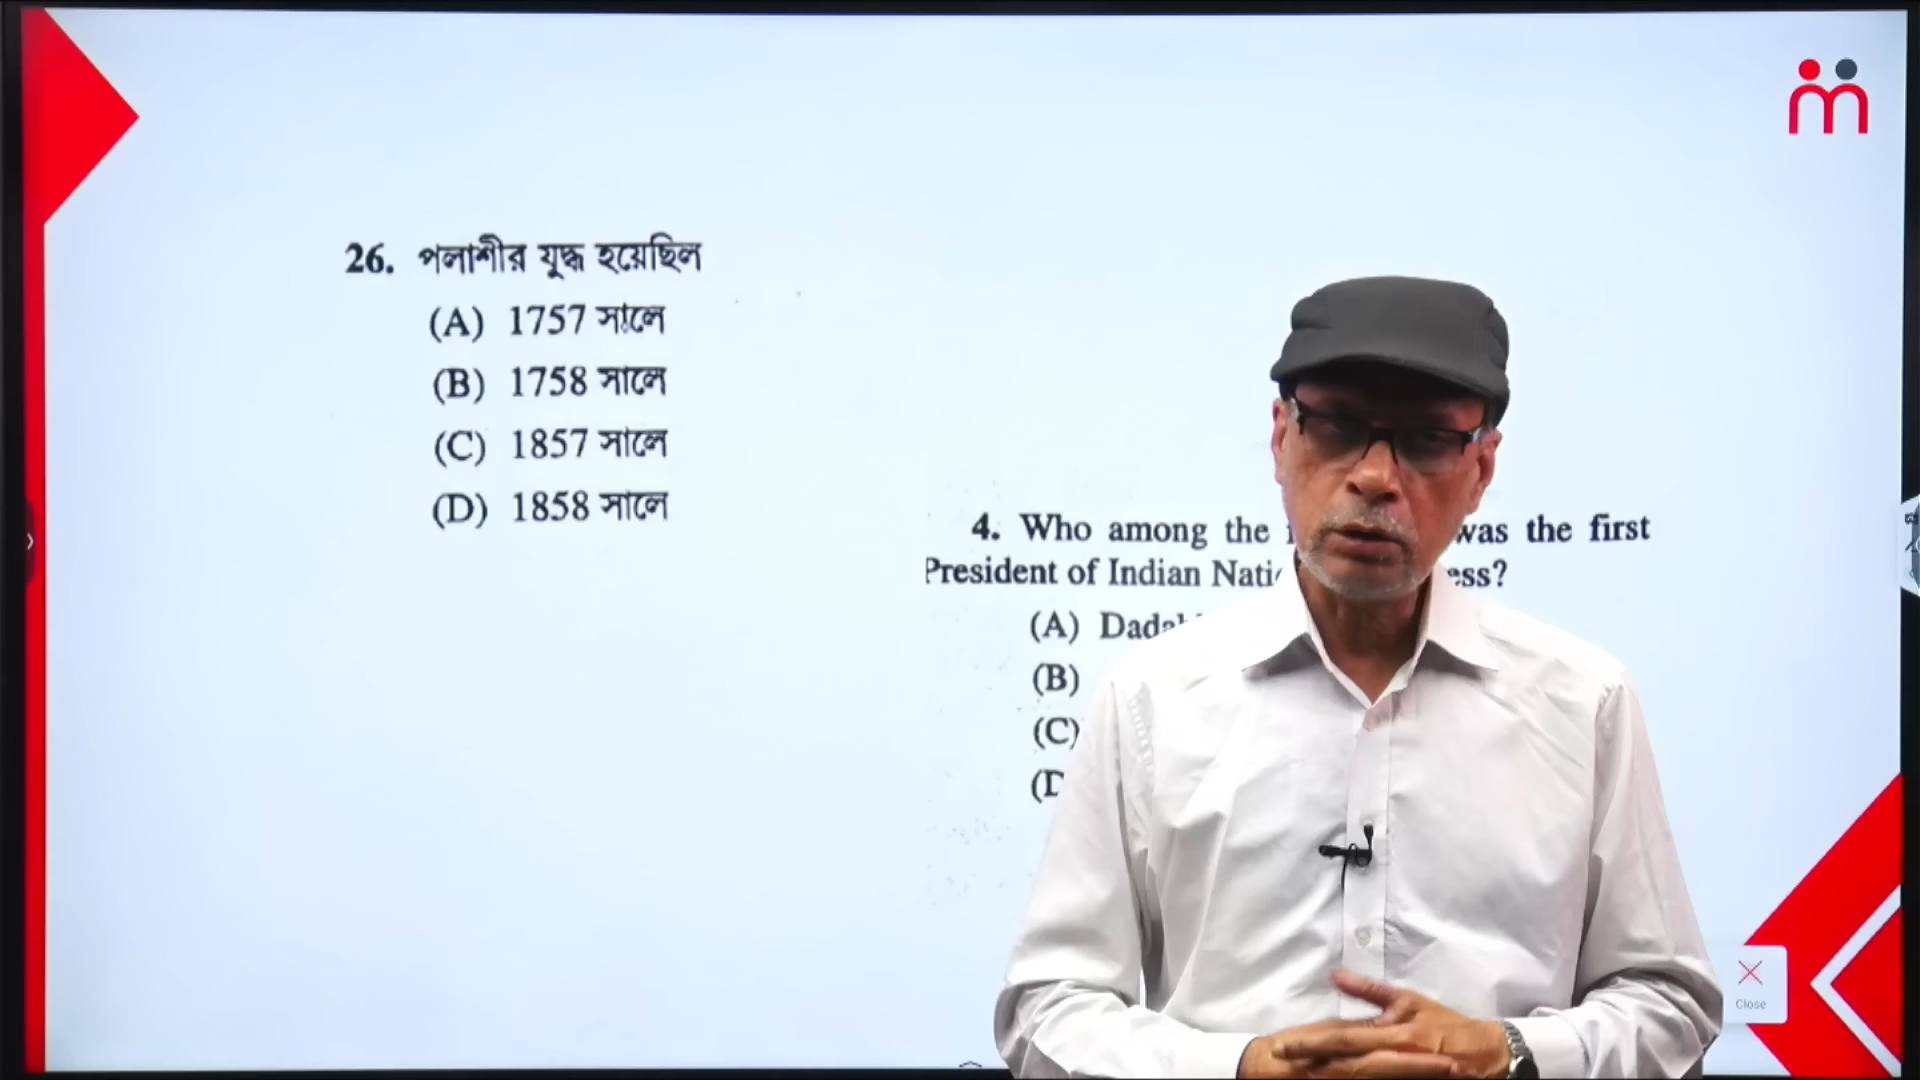 26. পলাশীর যুদ্ধ হয়েছিল
(A) 1757 সালে
(B) 1758 সালে
(C) 1857 সালে
(D) 1858 সালে
4. Who among the was the first
President of Indian
(A)
(B)
(C)
Close